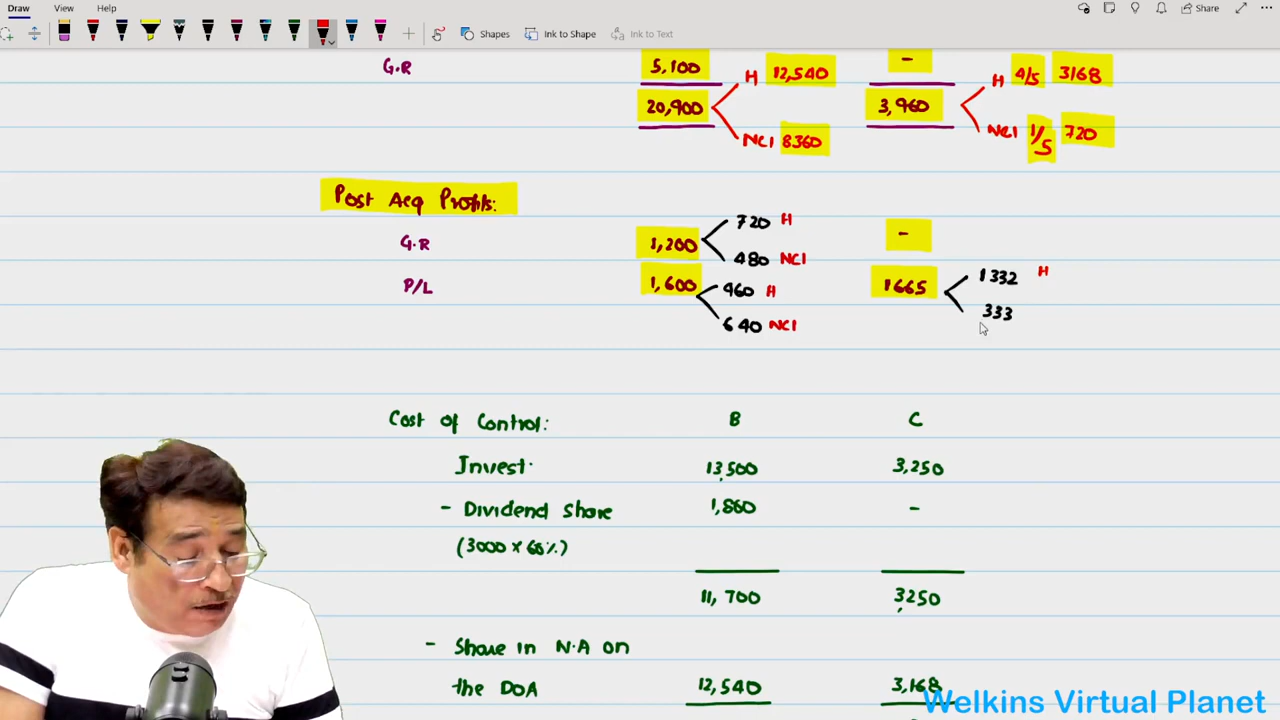 Draw View Help Share
Shapes Ink to Shape Ink to Text
G.R 5,100 H 12,540 - H 4/5 3168
20,900 3,960
NCI 8360 NCI 1/5 720
Post Acq Profits:
720 H
G.R 1,200 -
480 NCI
1332 H
P/L 1,600 460 H 1665
333
640 NCI
Cost of Control: B C
Invest. 13,500 3,250
- Dividend Share 1,860 -
(3000 x 60%)
11,700 3250
- Share in N.A on
the DOA 12,540 3,168
Welkins Virtual Planet